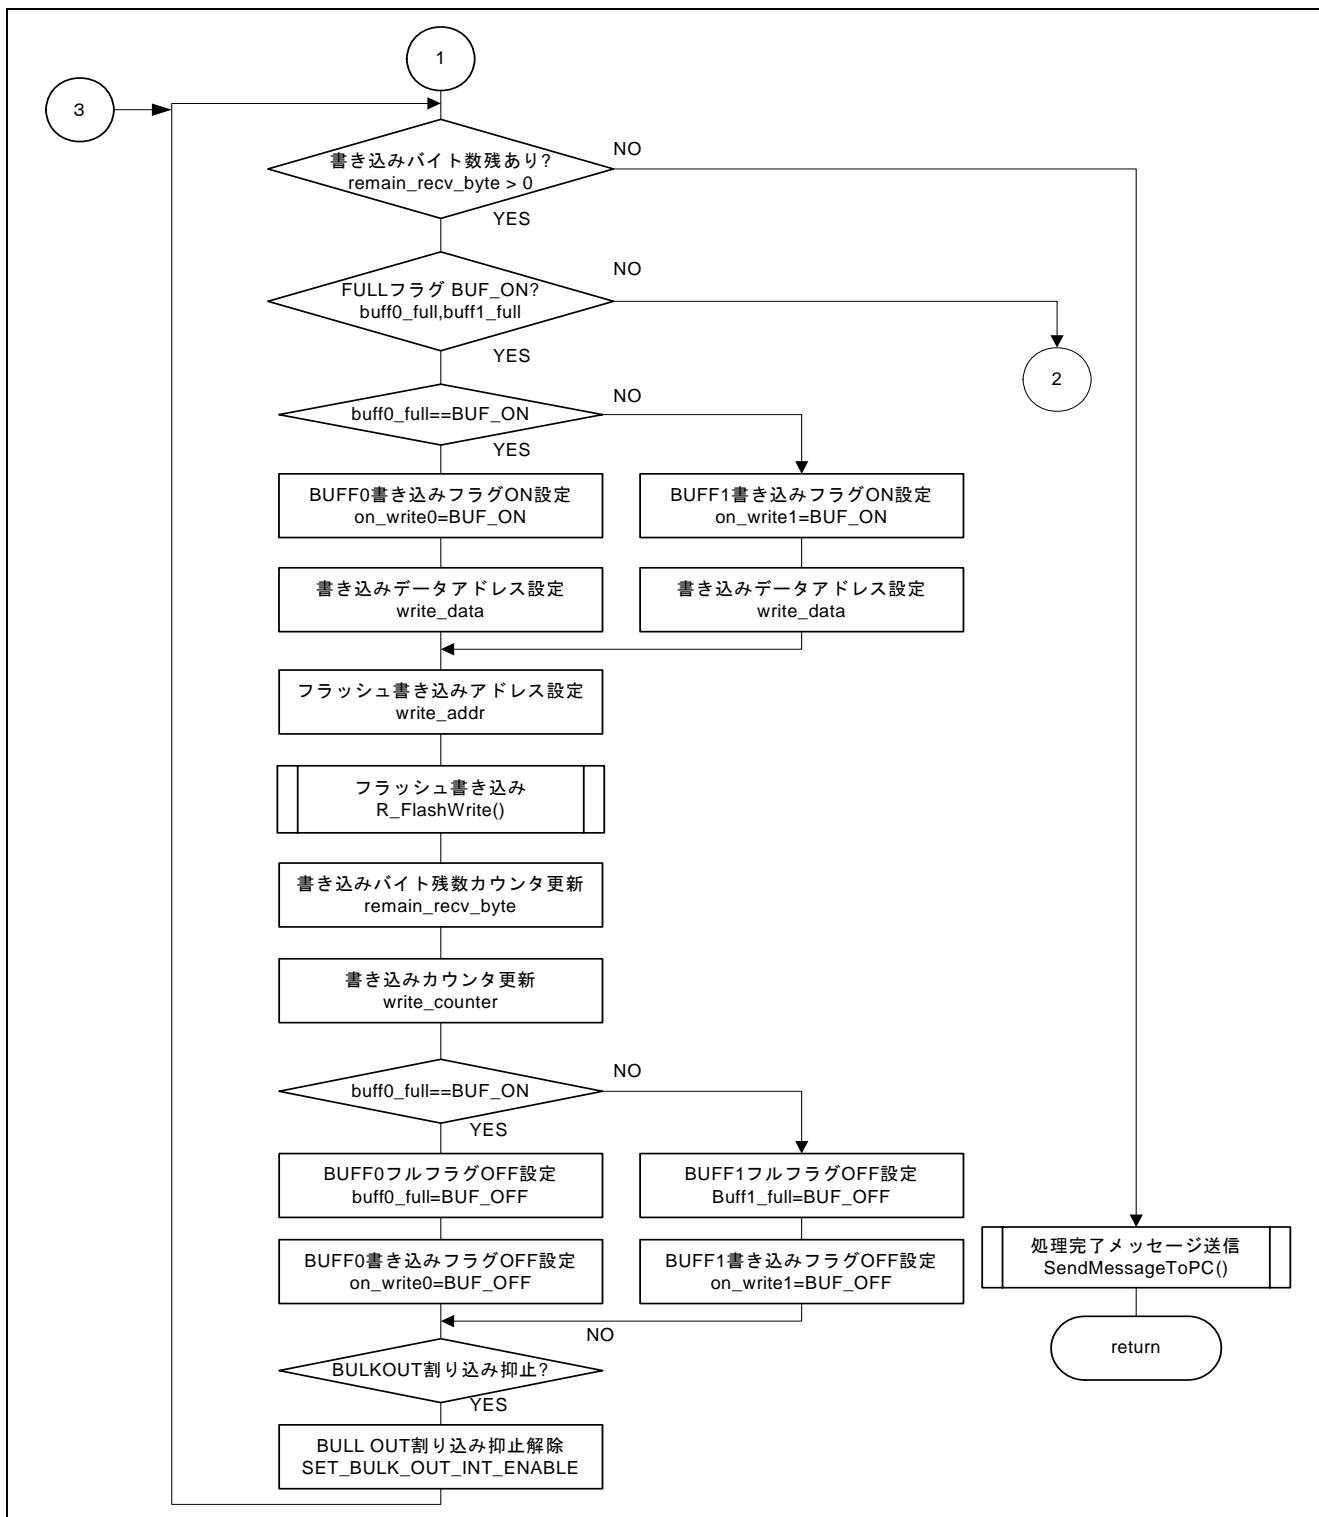 1
3
書き込みバイト数残あり?
remain_recv_byte > 0
NO
YES
FULLフラグ BUF_ON?
buff0_full,buff1_full
NO
YES
2
buff0_full==BUF_ON
NO
YES
BUFF0書き込みフラグON設定
on_write0=BUF_ON
BUFF1書き込みフラグON設定
on_write1=BUF_ON
書き込みデータアドレス設定
write_data
書き込みデータアドレス設定
write_data
フラッシュ書き込みアドレス設定
write_addr
フラッシュ書き込み
R_FlashWrite()
書き込みバイト残数カウンタ更新
remain_recv_byte
書き込みカウンタ更新
write_counter
buff0_full==BUF_ON
NO
YES
BUFF0フルフラグOFF設定
buff0_full=BUF_OFF
BUFF1フルフラグOFF設定
Buff1_full=BUF_OFF
BUFF0書き込みフラグOFF設定
on_write0=BUF_OFF
BUFF1書き込みフラグOFF設定
on_write1=BUF_OFF
処理完了メッセージ送信
SendMessageToPC()
NO
BULKOUT割り込み抑止?
YES
return
BULL OUT割り込み抑止解除
SET_BULK_OUT_INT_ENABLE